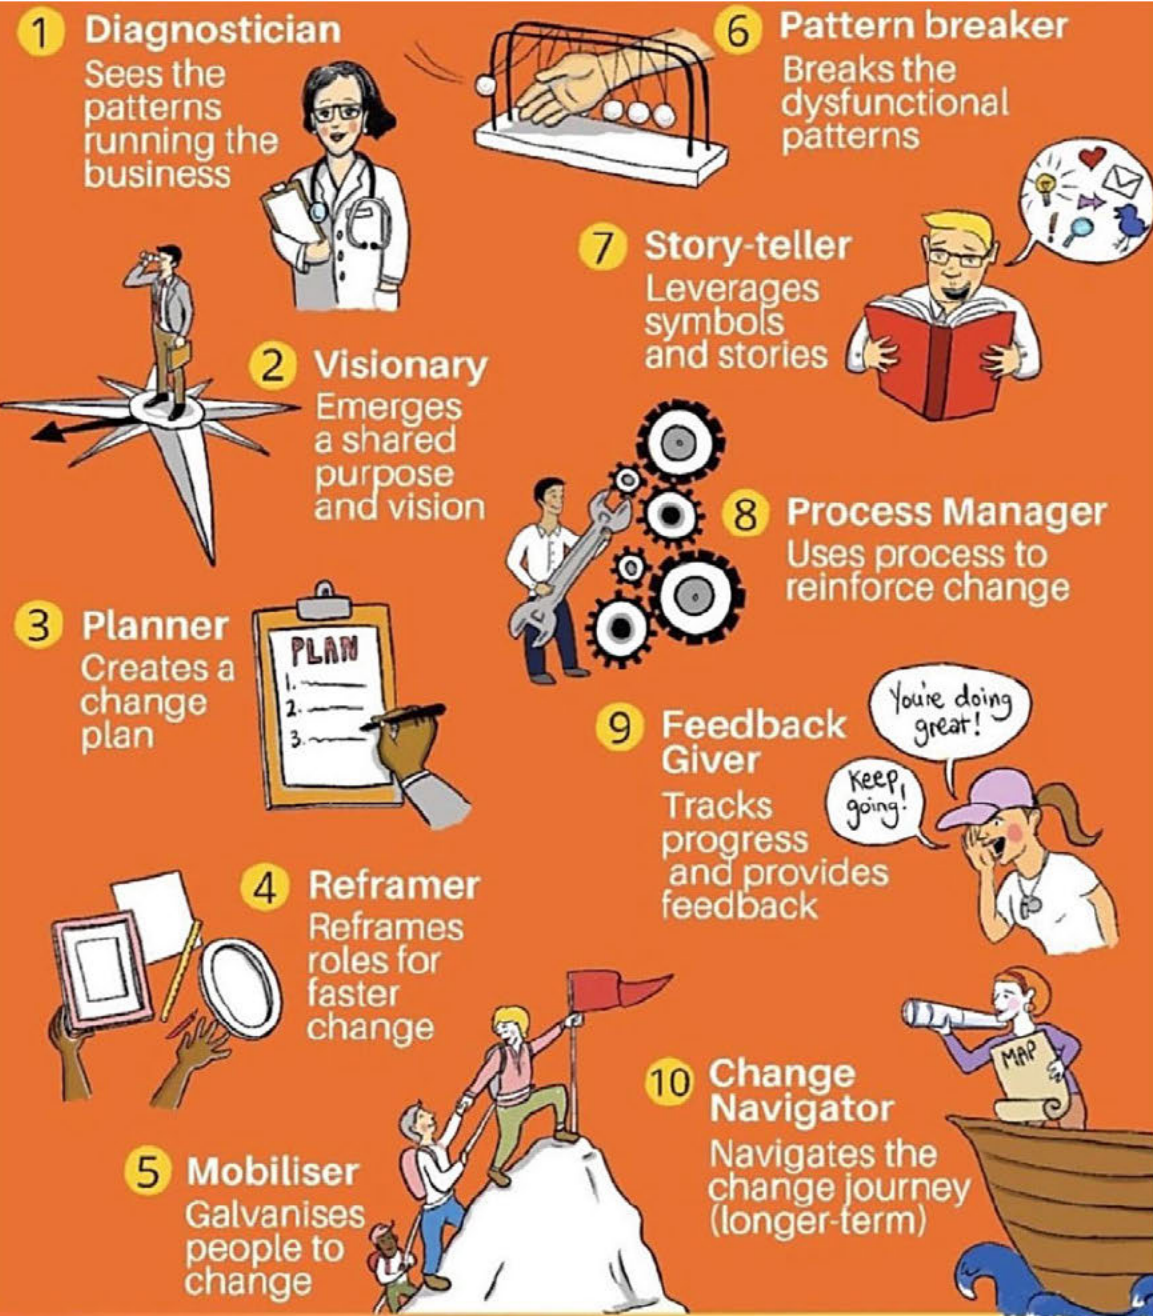 1 Diagnostician
Sees the
patterns
running the
business
2 Visionary
Emerges
a shared
purpose
and vision
3 Planner
Creates a
change
plan
PLAN
1.
2.
3.
4 Reframer
Reframes
roles for
faster
change
5 Mobiliser
Galvanises
people to
change
6 Pattern breaker
Breaks the
dysfunctional
patterns
7 Story-teller
Leverages
symbols
and stories
8 Process Manager
Uses process to
reinforce change
9 Feedback
Giver
Tracks
progress
and provides
feedback
You're doing
great!
Keep,
going!
10 Change
Navigator
Navigates the
change journey
(longer-term)
MAP